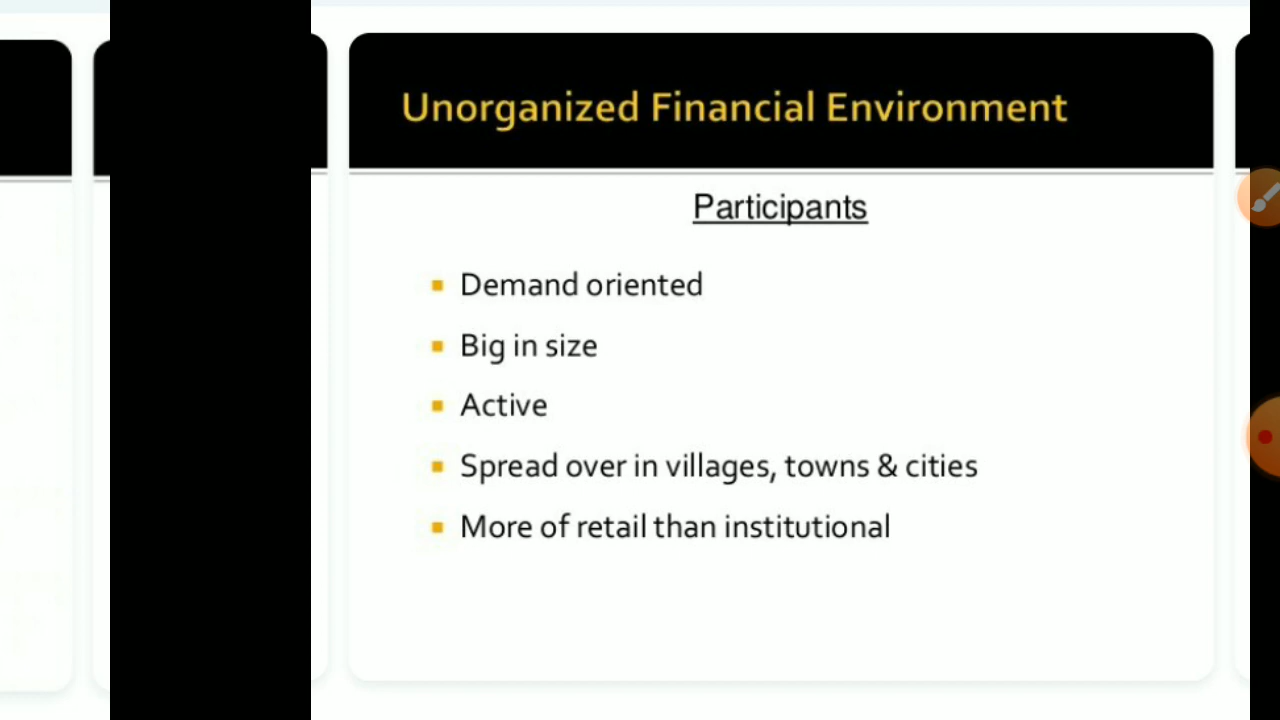 Unorganized Financial Environment
Participants
Demand oriented
Big in size
Active
Spread over in villages, towns & cities
More of retail than institutional